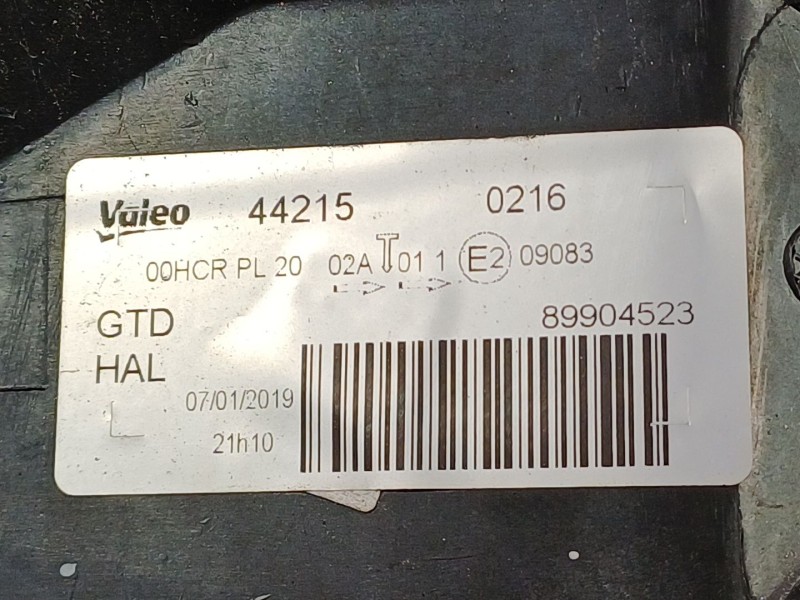 Valeo 44215 0216
00HCR PL 20 02A 01 1 E2 09083
GTD 89904523
HAL
07/01/2019
21h10